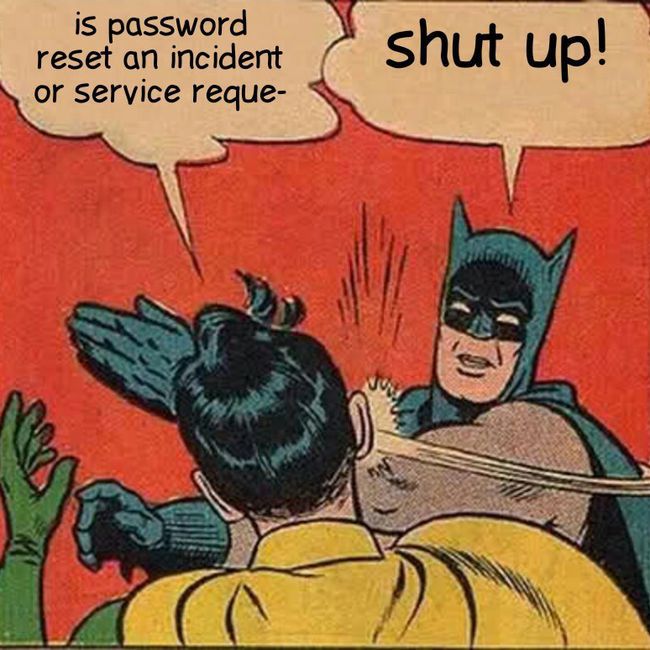 is password
reset an incident
or service reque-
shut up!